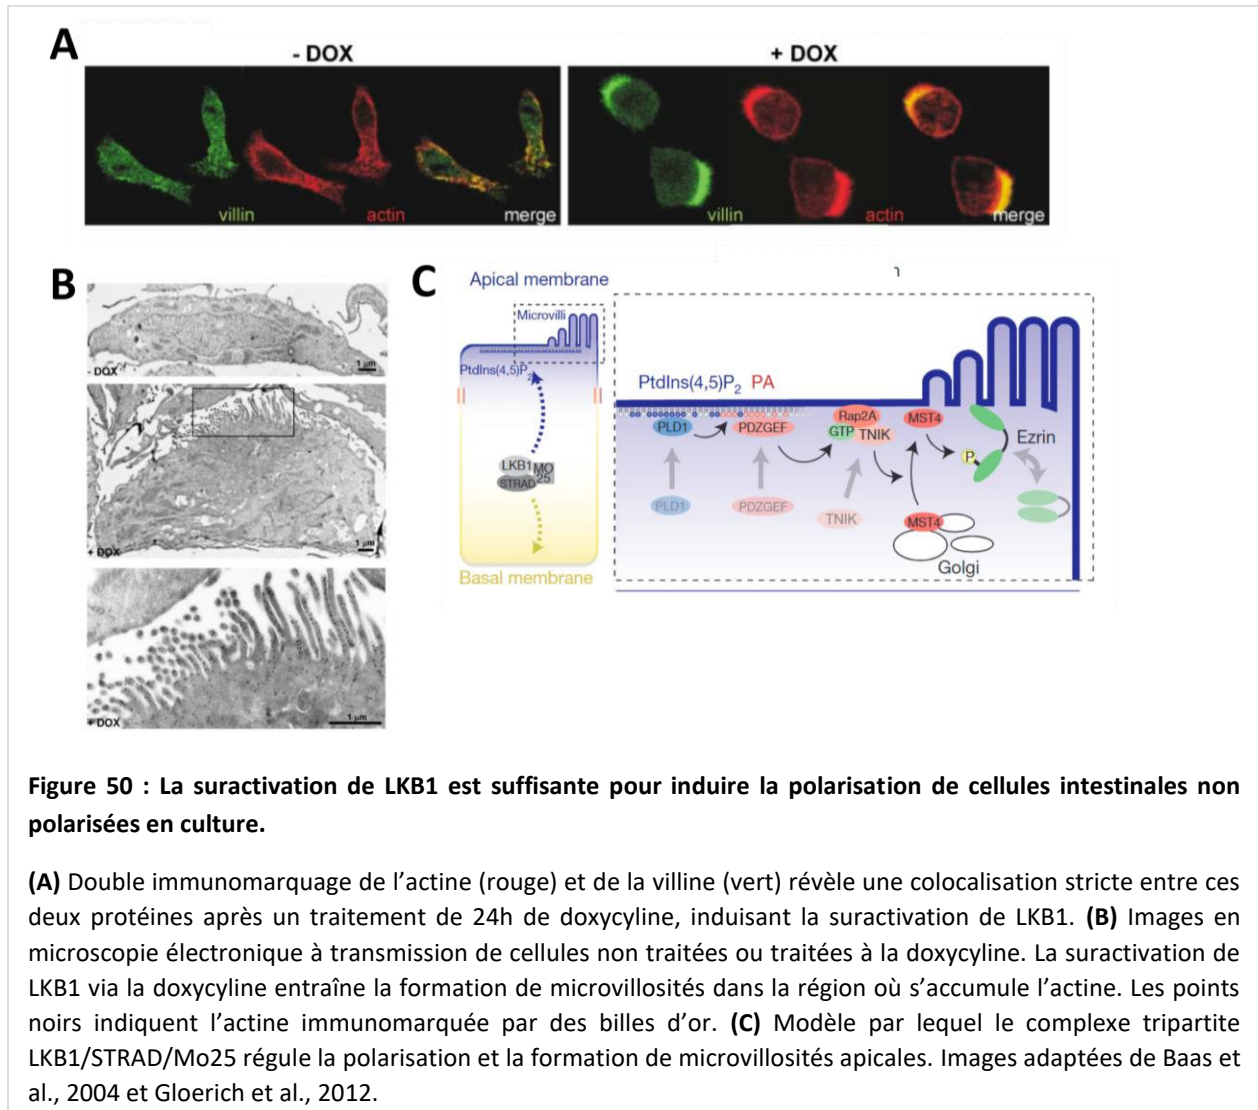 A
- DOX
+ DOX
villin
actin
merge
villin
actin
merge
B
- DOX
1 µm
+ DOX
1 µm
+ DOX
1 µm
C
Apical membrane
Microvilli
PtdIns(4,5)P2
LKB1
MO
25
STRAD
Basal membrane
PtdIns(4,5)P2 PA
PLD1
PDZGEF
Rap2A
GTP
TNIK
MST4
P
Ezrin
PLD1
PDZGEF
TNIK
MST4
Golgi
Figure 50 : La suractivation de LKB1 est suffisante pour induire la polarisation de cellules intestinales non
polarisées en culture.
(A) Double immunomarquage de l’actine (rouge) et de la villine (vert) révèle une colocalisation stricte entre ces
deux protéines après un traitement de 24h de doxycyline, induisant la suractivation de LKB1. (B) Images en
microscopie électronique à transmission de cellules non traitées ou traitées à la doxycyline. La suractivation de
LKB1 via la doxycyline entraîne la formation de microvillosités dans la région où s’accumule l’actine. Les points
noirs indiquent l’actine immunomarquée par des billes d’or. (C) Modèle par lequel le complexe tripartite
LKB1/STRAD/Mo25 régule la polarisation et la formation de microvillosités apicales. Images adaptées de Baas et
al., 2004 et Gloerich et al., 2012.